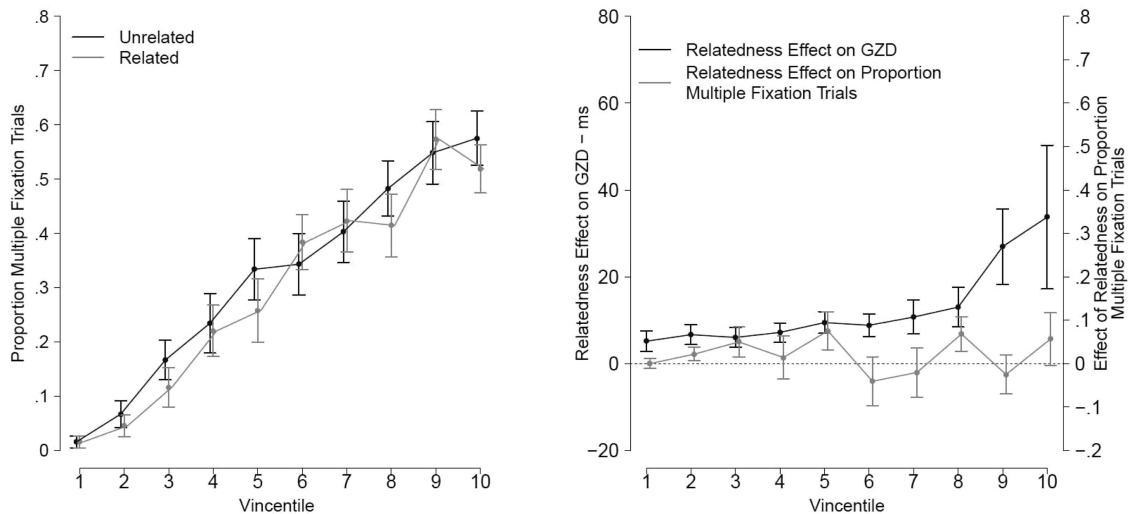 .8
.7
.6
.5
.4
.3
.2
.1
0
Proportion Multiple Fixation Trials
Unrelated
Related
1 2 3 4 5 6 7 8 9 10
Vincentile
80
60
40
20
0
−20
Relatedness Effect on GZD − ms
Relatedness Effect on GZD
Relatedness Effect on Proportion
Multiple Fixation Trials
.8
.7
.6
.5
.4
.3
.2
.1
0
−.1
−.2
Effect of Relatedness on Proportion
Multiple Fixation Trials
1 2 3 4 5 6 7 8 9 10
Vincentile